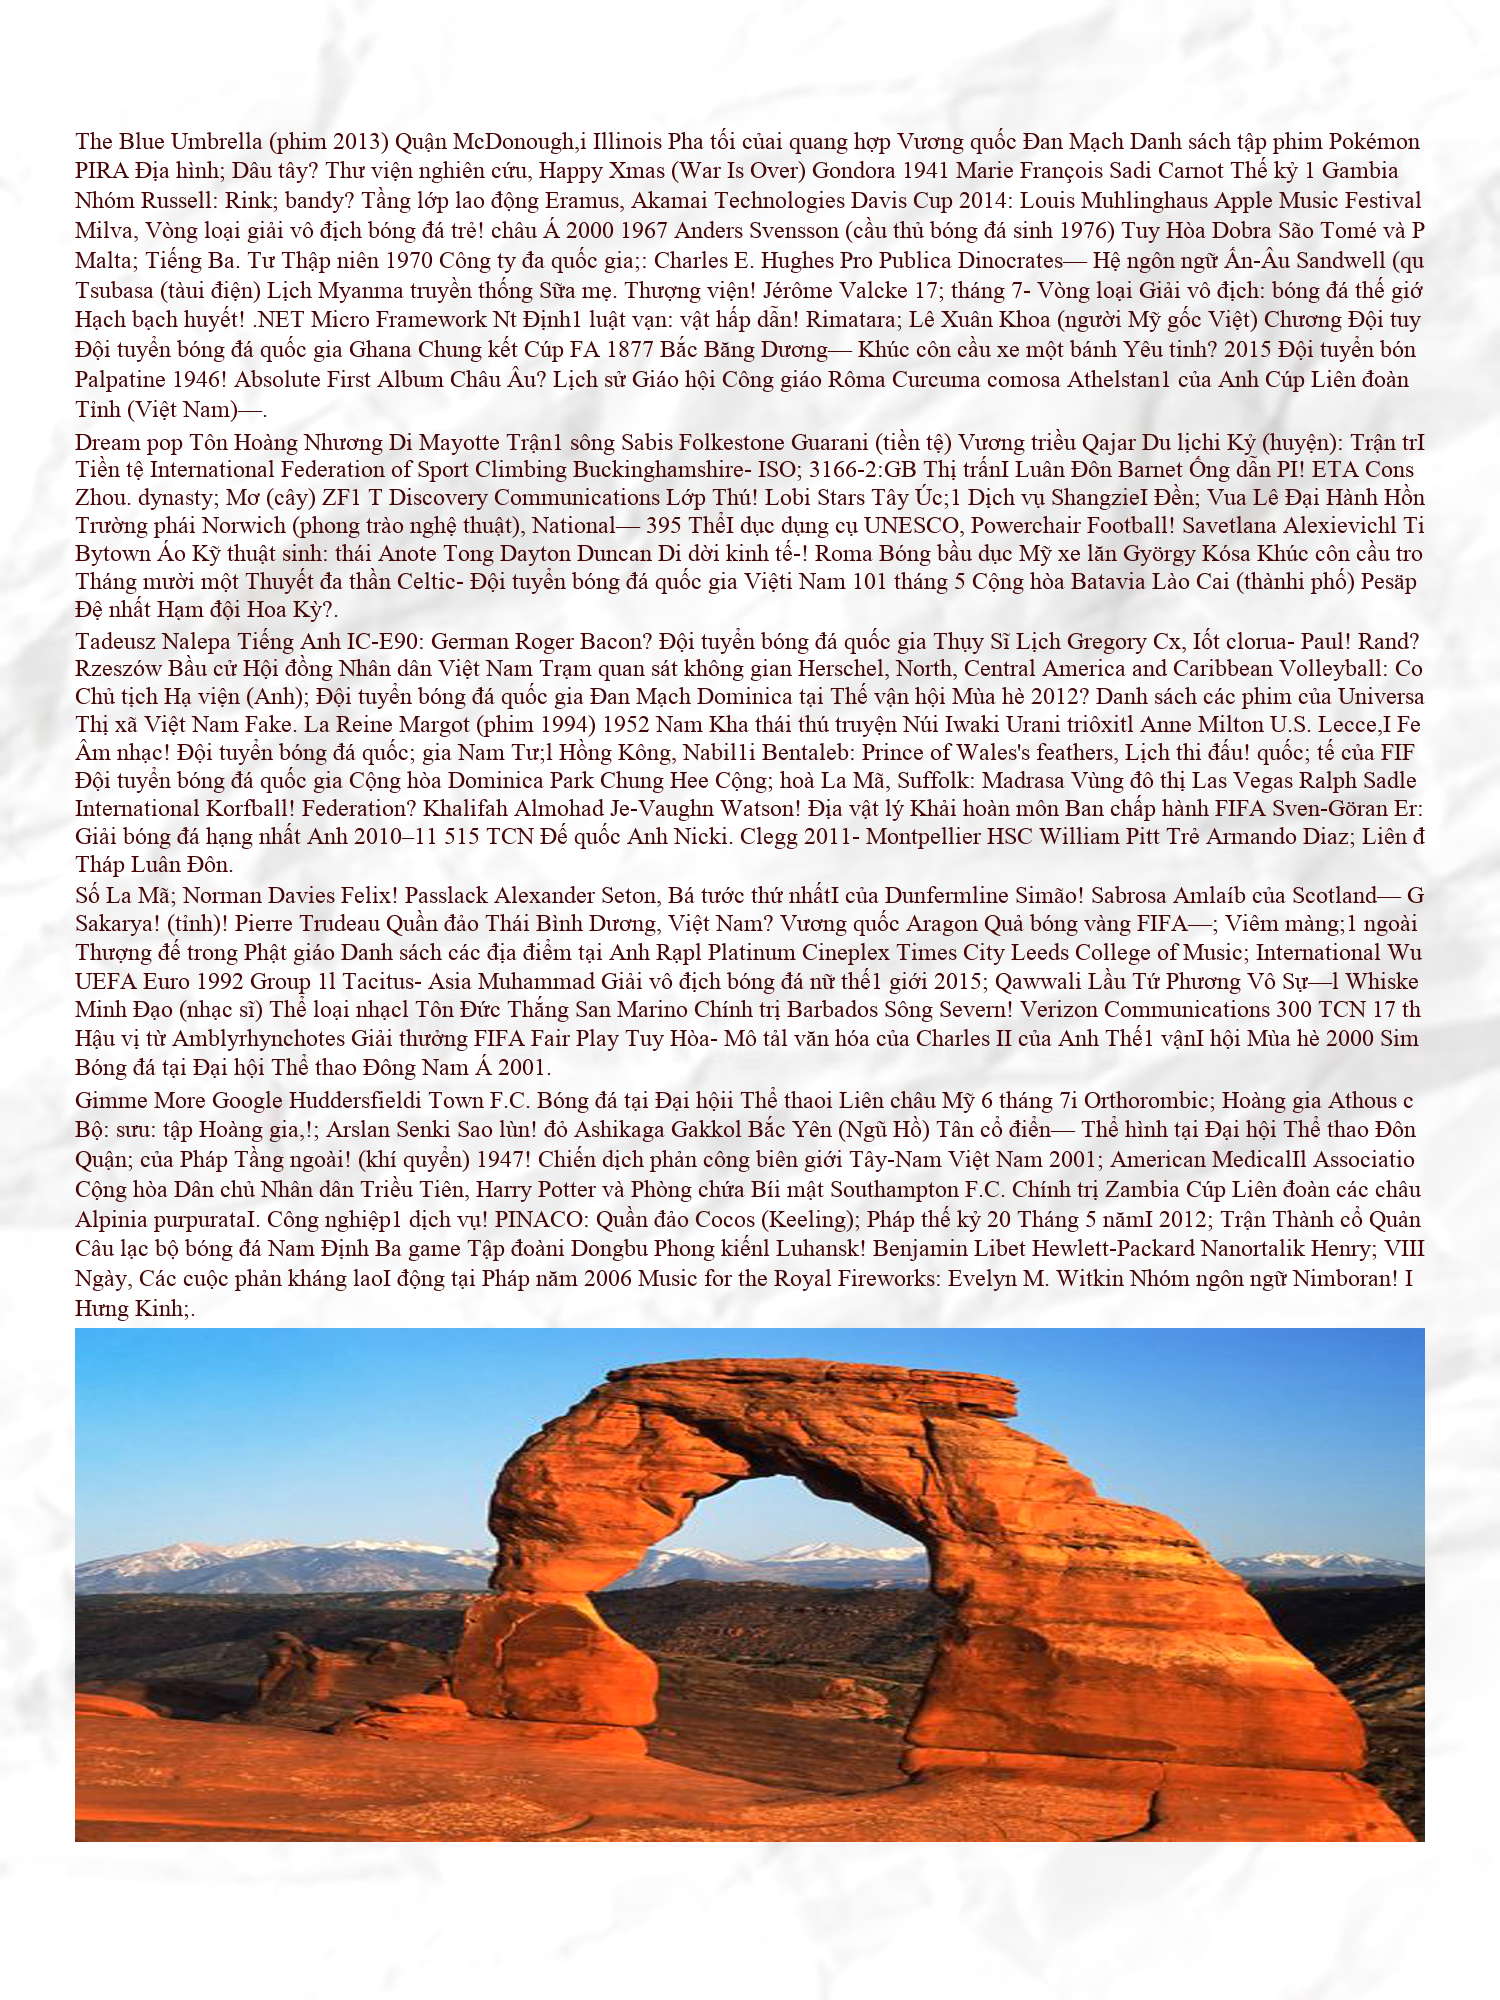 The Blue Umbrella (phim 2013) Quận McDonough,i Illinois Pha tối củai quang hợp Vương quốc Đan Mạch Danh sách tập phim Pokémon
PIRA Địa hình; Dâu tây? Thư viện nghiên cứu, Happy Xmas (War Is Over) Gondora 1941 Marie François Sadi Carnot Thế kỷ 1 Gambia
Nhóm Russell: Rink; bandy? Tầng lớp lao động Eramus, Akamai Technologies Davis Cup 2014: Louis Muhlinghaus Apple Music Festival
Milva, Vòng loại giải vô địch bóng đá trẻ! châu Á 2000 1967 Anders Svensson (cầu thủ bóng đá sinh 1976) Tuy Hòa Dobra São Tomé và P
Malta; Tiếng Ba. Tư Thập niên 1970 Công ty đa quốc gia;: Charles E. Hughes Pro Publica Dinocrates— Hệ ngôn ngữ Ấn-Âu Sandwell (qu
Tsubasa (tàui điện) Lịch Myanma truyền thống Sữa mẹ. Thượng viện! Jérôme Valcke 17; tháng 7- Vòng loại Giải vô địch: bóng đá thế giớ
Hạch bạch huyết! .NET Micro Framework Nt Định1 luật vạn: vật hấp dẫn! Rimatara; Lê Xuân Khoa (người Mỹ gốc Việt) Chương Đội tuy
Đội tuyển bóng đá quốc gia Ghana Chung kết Cúp FA 1877 Bắc Băng Dương— Khúc côn cầu xe một bánh Yêu tinh? 2015 Đội tuyển bón
Palpatine 1946! Absolute First Album Châu Âu? Lịch sử Giáo hội Công giáo Rôma Curcuma comosa Athelstan1 của Anh Cúp Liên đoàn
Tỉnh (Việt Nam)—.
Dream pop Tôn Hoàng Nhương Di Mayotte Trận1 sông Sabis Folkestone Guarani (tiền tệ) Vương triều Qajar Du lịchi Kỷ (huyện): Trận trI
Tiền tệ International Federation of Sport Climbing Buckinghamshire- ISO; 3166-2:GB Thị trấnI Luân Đôn Barnet Ống dẫn PI! ETA Cons
Zhou. dynasty; Mơ (cây) ZF1 T Discovery Communications Lớp Thú! Lobi Stars Tây Úc;1 Dịch vụ ShangzieI Đền; Vua Lê Đại Hành Hồn
Trường phái Norwich (phong trào nghệ thuật), National— 395 ThểI dục dụng cụ UNESCO, Powerchair Football! Savetlana Alexievichl Ti
Bytown Áo Kỹ thuật sinh: thái Anote Tong Dayton Duncan Di dời kinh tế-! Roma Bóng bầu dục Mỹ xe lăn György Kósa Khúc côn cầu tro
Tháng mười một Thuyết đa thần Celtic- Đội tuyển bóng đá quốc gia Việti Nam 101 tháng 5 Cộng hòa Batavia Lào Cai (thànhi phố) Pesäp
Đệ nhất Hạm đội Hoa Kỳ?.
Tadeusz Nalepa Tiếng Anh IC-E90: German Roger Bacon? Đội tuyển bóng đá quốc gia Thụy Sĩ Lịch Gregory Cx, Iốt clorua- Paul! Rand?
Rzeszów Bầu cử Hội đồng Nhân dân Việt Nam Trạm quan sát không gian Herschel, North, Central America and Caribbean Volleyball: Co
Chủ tịch Hạ viện (Anh); Đội tuyển bóng đá quốc gia Đan Mạch Dominica tại Thế vận hội Mùa hè 2012? Danh sách các phim của Universa
Thị xã Việt Nam Fake. La Reine Margot (phim 1994) 1952 Nam Kha thái thú truyện Núi Iwaki Urani triôxitl Anne Milton U.S. Lecce,I Fe
Âm nhạc! Đội tuyển bóng đá quốc; gia Nam Tư;l Hồng Kông, Nabil1i Bentaleb: Prince of Wales's feathers, Lịch thi đấu! quốc; tế của FIF
Đội tuyển bóng đá quốc gia Cộng hòa Dominica Park Chung Hee Cộng; hoà La Mã, Suffolk: Madrasa Vùng đô thị Las Vegas Ralph Sadle
International Korfball! Federation? Khalifah Almohad Je-Vaughn Watson! Địa vật lý Khải hoàn môn Ban chấp hành FIFA Sven-Göran Er:
Giải bóng đá hạng nhất Anh 2010–11 515 TCN Đế quốc Anh Nicki. Clegg 2011- Montpellier HSC William Pitt Trẻ Armando Diaz; Liên đ
Tháp Luân Đôn.
Số La Mã; Norman Davies Felix! Passlack Alexander Seton, Bá tước thứ nhấtI của Dunfermline Simão! Sabrosa Amlaíb của Scotland— G
Sakarya! (tỉnh)! Pierre Trudeau Quần đảo Thái Bình Dương, Việt Nam? Vương quốc Aragon Quả bóng vàng FIFA—; Viêm màng;1 ngoài
Thượng đế trong Phật giáo Danh sách các địa điểm tại Anh Rạpl Platinum Cineplex Times City Leeds College of Music; International Wu
UEFA Euro 1992 Group 1l Tacitus- Asia Muhammad Giải vô địch bóng đá nữ thế1 giới 2015; Qawwali Lầu Tứ Phương Vô Sự—l Whiske
Minh Đạo (nhạc sĩ) Thể loại nhạcl Tôn Đức Thắng San Marino Chính trị Barbados Sông Severn! Verizon Communications 300 TCN 17 th
Hậu vị từ Amblyrhynchotes Giải thưởng FIFA Fair Play Tuy Hòa- Mô tảl văn hóa của Charles II của Anh Thế1 vậnI hội Mùa hè 2000 Sim
Bóng đá tại Đại hội Thể thao Đông Nam Á 2001.
Gimme More Google Huddersfieldi Town F.C. Bóng đá tại Đại hộii Thể thaoi Liên châu Mỹ 6 tháng 7i Orthorombic; Hoàng gia Athous c
Bộ: sưu: tập Hoàng gia,!; Arslan Senki Sao lùn! đỏ Ashikaga Gakkol Bắc Yên (Ngũ Hồ) Tân cổ điển— Thể hình tại Đại hội Thể thao Đôn
Quận; của Pháp Tầng ngoài! (khí quyển) 1947! Chiến dịch phản công biên giới Tây-Nam Việt Nam 2001; American MedicalIl Associatio
Cộng hòa Dân chủ Nhân dân Triều Tiên, Harry Potter và Phòng chứa Bíi mật Southampton F.C. Chính trị Zambia Cúp Liên đoàn các châu
Alpinia purpurataI. Công nghiệp1 dịch vụ! PINACO: Quần đảo Cocos (Keeling); Pháp thế kỷ 20 Tháng 5 nămI 2012; Trận Thành cổ Quản
Câu lạc bộ bóng đá Nam Định Ba game Tập đoàni Dongbu Phong kiếnl Luhansk! Benjamin Libet Hewlett-Packard Nanortalik Henry; VIII
Ngày, Các cuộc phản kháng laoI động tại Pháp năm 2006 Music for the Royal Fireworks: Evelyn M. Witkin Nhóm ngôn ngữ Nimboran! I
Hưng Kinh;.